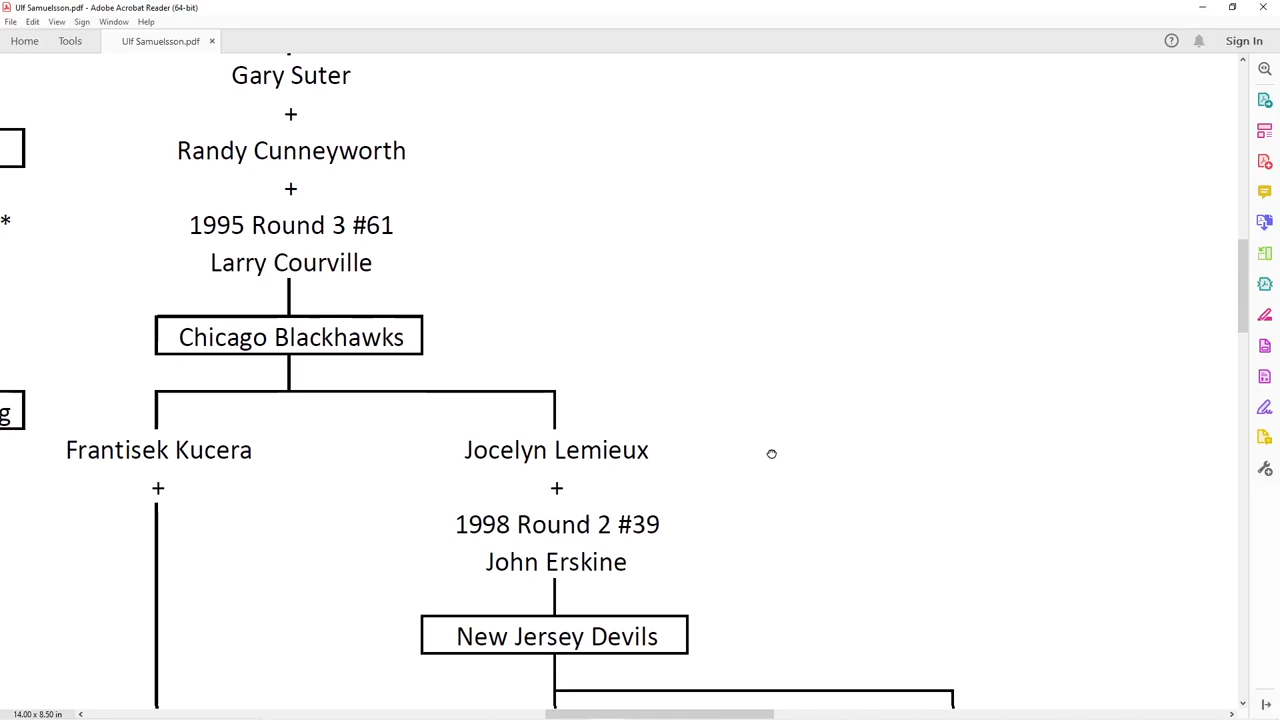 Ulf Samuelsson.pdf - Adobe Acrobat Reader (64-bit)
File Edit View Sign Window Help
Home Tools Ulf Samuelsson.pdf × Sign In
Gary Suter
+
Randy Cunneyworth
+
*
1995 Round 3 #61
Larry Courville
Chicago Blackhawks
g
Frantisek Kucera
+
Jocelyn Lemieux
+
1998 Round 2 #39
John Erskine
New Jersey Devils
14.00 x 8.50 in